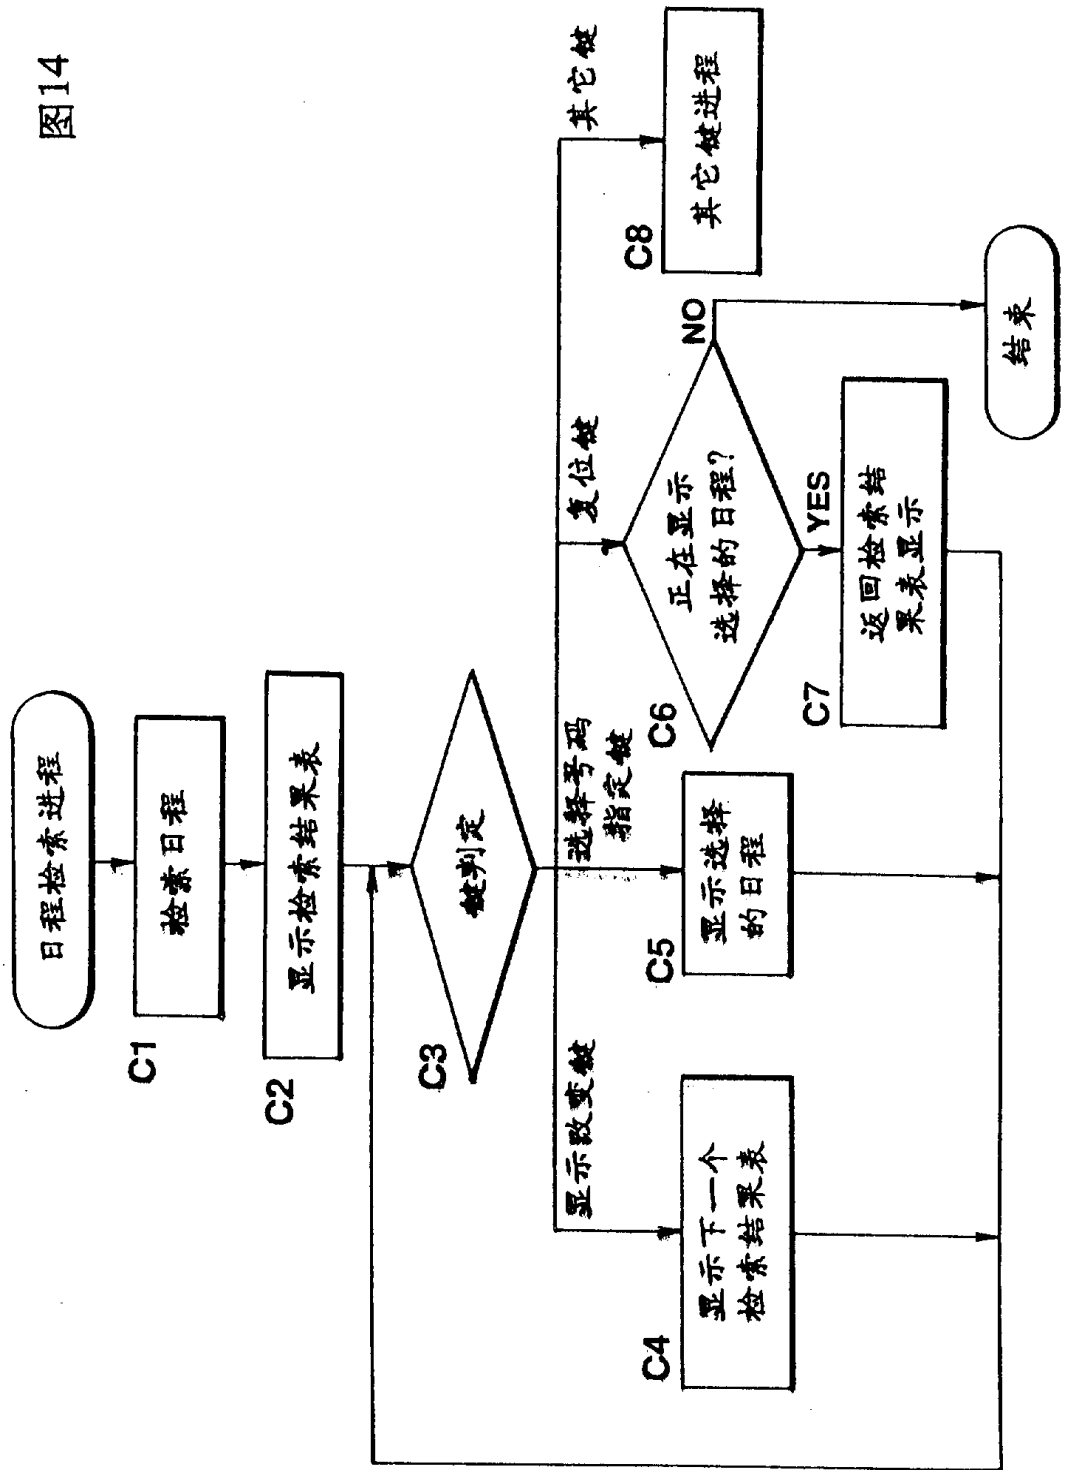 图14
日程检索进程
C1
检索日程
C2
显示检索结果表
C3
键判定
显示改变键
选择号码
指定键
复位键
其它键
C4
显示下一个
检索结果表
C5
显示选择
的日程
C6
正在显示
选择的日程?
NO
YES
C7
返回检索结
果表显示
C8
其它键进程
结束